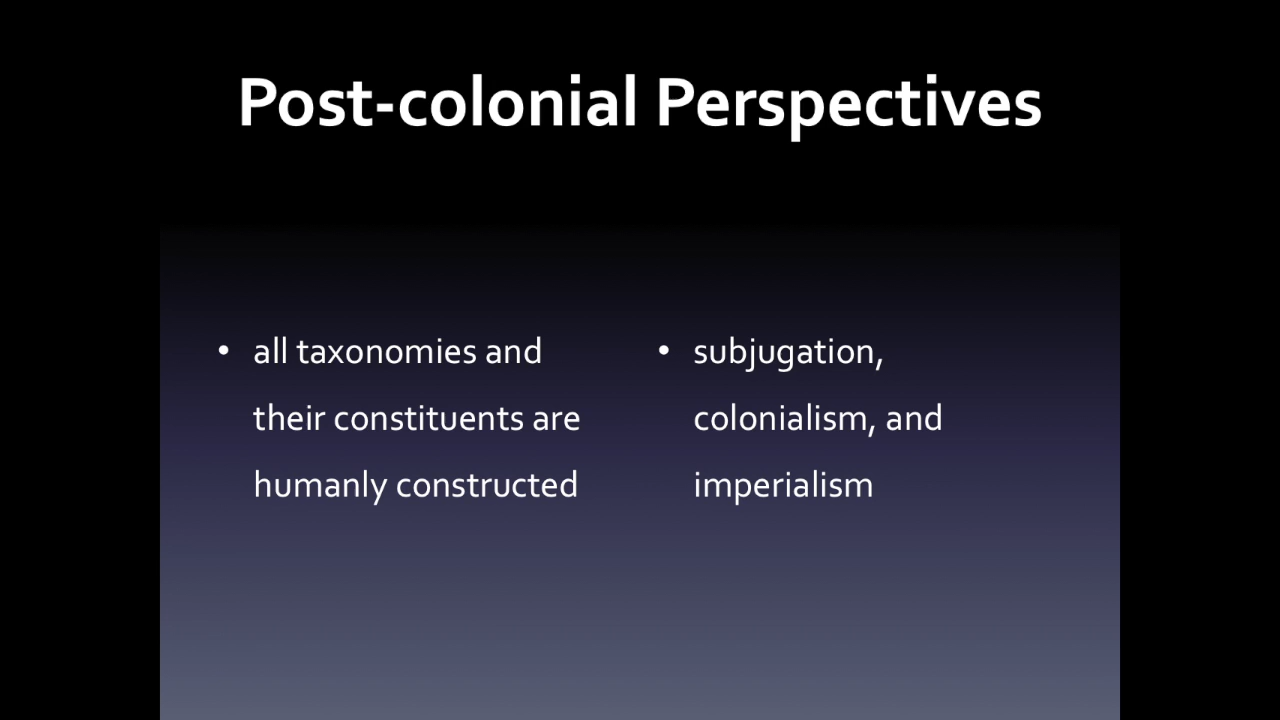 Post-colonial Perspectives
• all taxonomies and
their constituents are
humanly constructed
• subjugation,
colonialism, and
imperialism